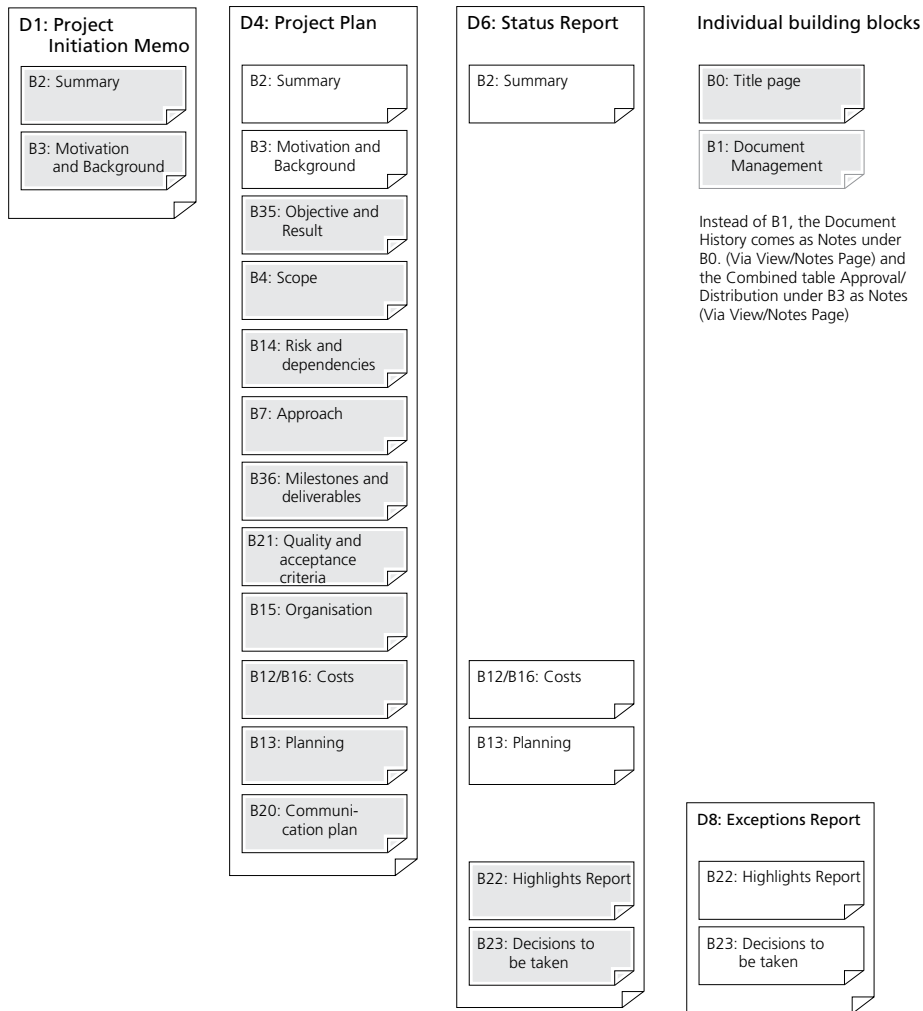 D1: Project
Initiation Memo
B2: Summary
B3: Motivation
and Background
D4: Project Plan
B2: Summary
B3: Motivation and
Background
B35: Objective and
Result
B4: Scope
B14: Risk and
dependencies
B7: Approach
B36: Milestones and
deliverables
B21: Quality and
acceptance
criteria
B15: Organisation
B12/B16: Costs
B13: Planning
B20: Communi-
cation plan
D6: Status Report
B2: Summary
B12/B16: Costs
B13: Planning
B22: Highlights Report
B23: Decisions to
be taken
Individual building blocks
B0: Title page
B1: Document
Management
Instead of B1, the Document
History comes as Notes under
B0. (Via View/Notes Page) and
the Combined table Approval/
Distribution under B3 as Notes
(Via View/Notes Page)
D8: Exceptions Report
B22: Highlights Report
B23: Decisions to
be taken